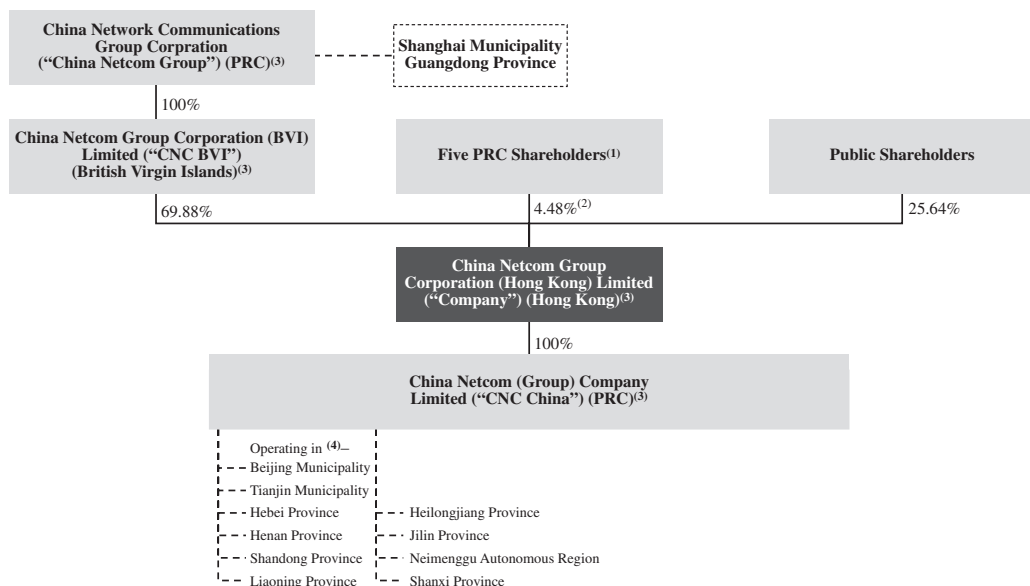 China Network Communications
Group Corpration
(“China Netcom Group”) (PRC)(3)
Shanghai Municipality
Guangdong Province
100%
China Netcom Group Corporation (BVI)
Limited (“CNC BVI”)
(British Virgin Islands)(3)
Five PRC Shareholders(1)
Public Shareholders
69.88%
4.48%(2)
25.64%
China Netcom Group
Corporation (Hong Kong) Limited
(“Company”) (Hong Kong)(3)
100%
China Netcom (Group) Company
Limited (“CNC China”) (PRC)(3)
Operating in (4)–
Beijing Municipality
Tianjin Municipality
Hebei Province
Henan Province
Shandong Province
Liaoning Province
Heilongjiang Province
Jilin Province
Neimenggu Autonomous Region
Shanxi Province